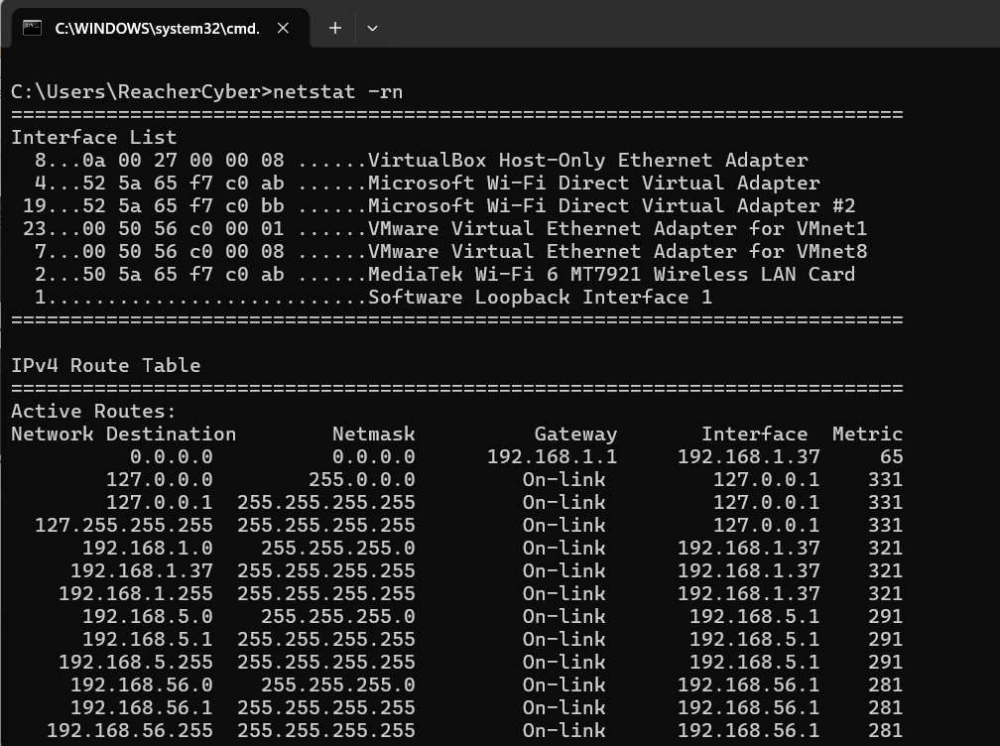 C:\WINDOWS\system32\cmd.
C:\Users\ReacherCyber>netstat -rn
===========================================================================
Interface List
  8...0a 00 27 00 00 08 ......VirtualBox Host-Only Ethernet Adapter
  4...52 5a 65 f7 c0 ab ......Microsoft Wi-Fi Direct Virtual Adapter
 19...52 5a 65 f7 c0 bb ......Microsoft Wi-Fi Direct Virtual Adapter #2
 23...00 50 56 c0 00 01 ......VMware Virtual Ethernet Adapter for VMnet1
  7...00 50 56 c0 00 08 ......VMware Virtual Ethernet Adapter for VMnet8
  2...50 5a 65 f7 c0 ab ......MediaTek Wi-Fi 6 MT7921 Wireless LAN Card
  1...........................Software Loopback Interface 1
===========================================================================
IPv4 Route Table
===========================================================================
Active Routes:
Network Destination        Netmask          Gateway       Interface  Metric
          0.0.0.0          0.0.0.0      192.168.1.1     192.168.1.37     65
        127.0.0.0        255.0.0.0         On-link         127.0.0.1    331
        127.0.0.1  255.255.255.255         On-link         127.0.0.1    331
  127.255.255.255  255.255.255.255         On-link         127.0.0.1    331
      192.168.1.0    255.255.255.0         On-link      192.168.1.37    321
     192.168.1.37  255.255.255.255         On-link      192.168.1.37    321
    192.168.1.255  255.255.255.255         On-link      192.168.1.37    321
      192.168.5.0    255.255.255.0         On-link       192.168.5.1    291
      192.168.5.1  255.255.255.255         On-link       192.168.5.1    291
    192.168.5.255  255.255.255.255         On-link       192.168.5.1    291
     192.168.56.0    255.255.255.0         On-link      192.168.56.1    281
     192.168.56.1  255.255.255.255         On-link      192.168.56.1    281
   192.168.56.255  255.255.255.255         On-link      192.168.56.1    281